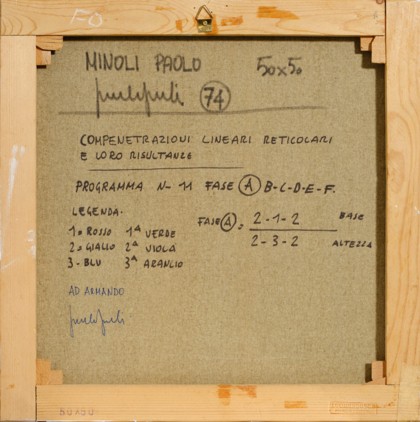 FO
MINOLI PAOLO 50x50
74
COMPENETRAZIONI LINEARI RETICOLARI
E LORO RISULTANZE
PROGRAMMA N- 11 FASE A B-C-D-E-F.
LEGENDA-
1= ROSSO 1ª VERDE
2= GIALLO 2ª VIOLA
3- BLU 3ª ARANCIO
FASE A = 2-1-2 BASE
2-3-2 ALTEZZA
AD ARMANDO
50x50